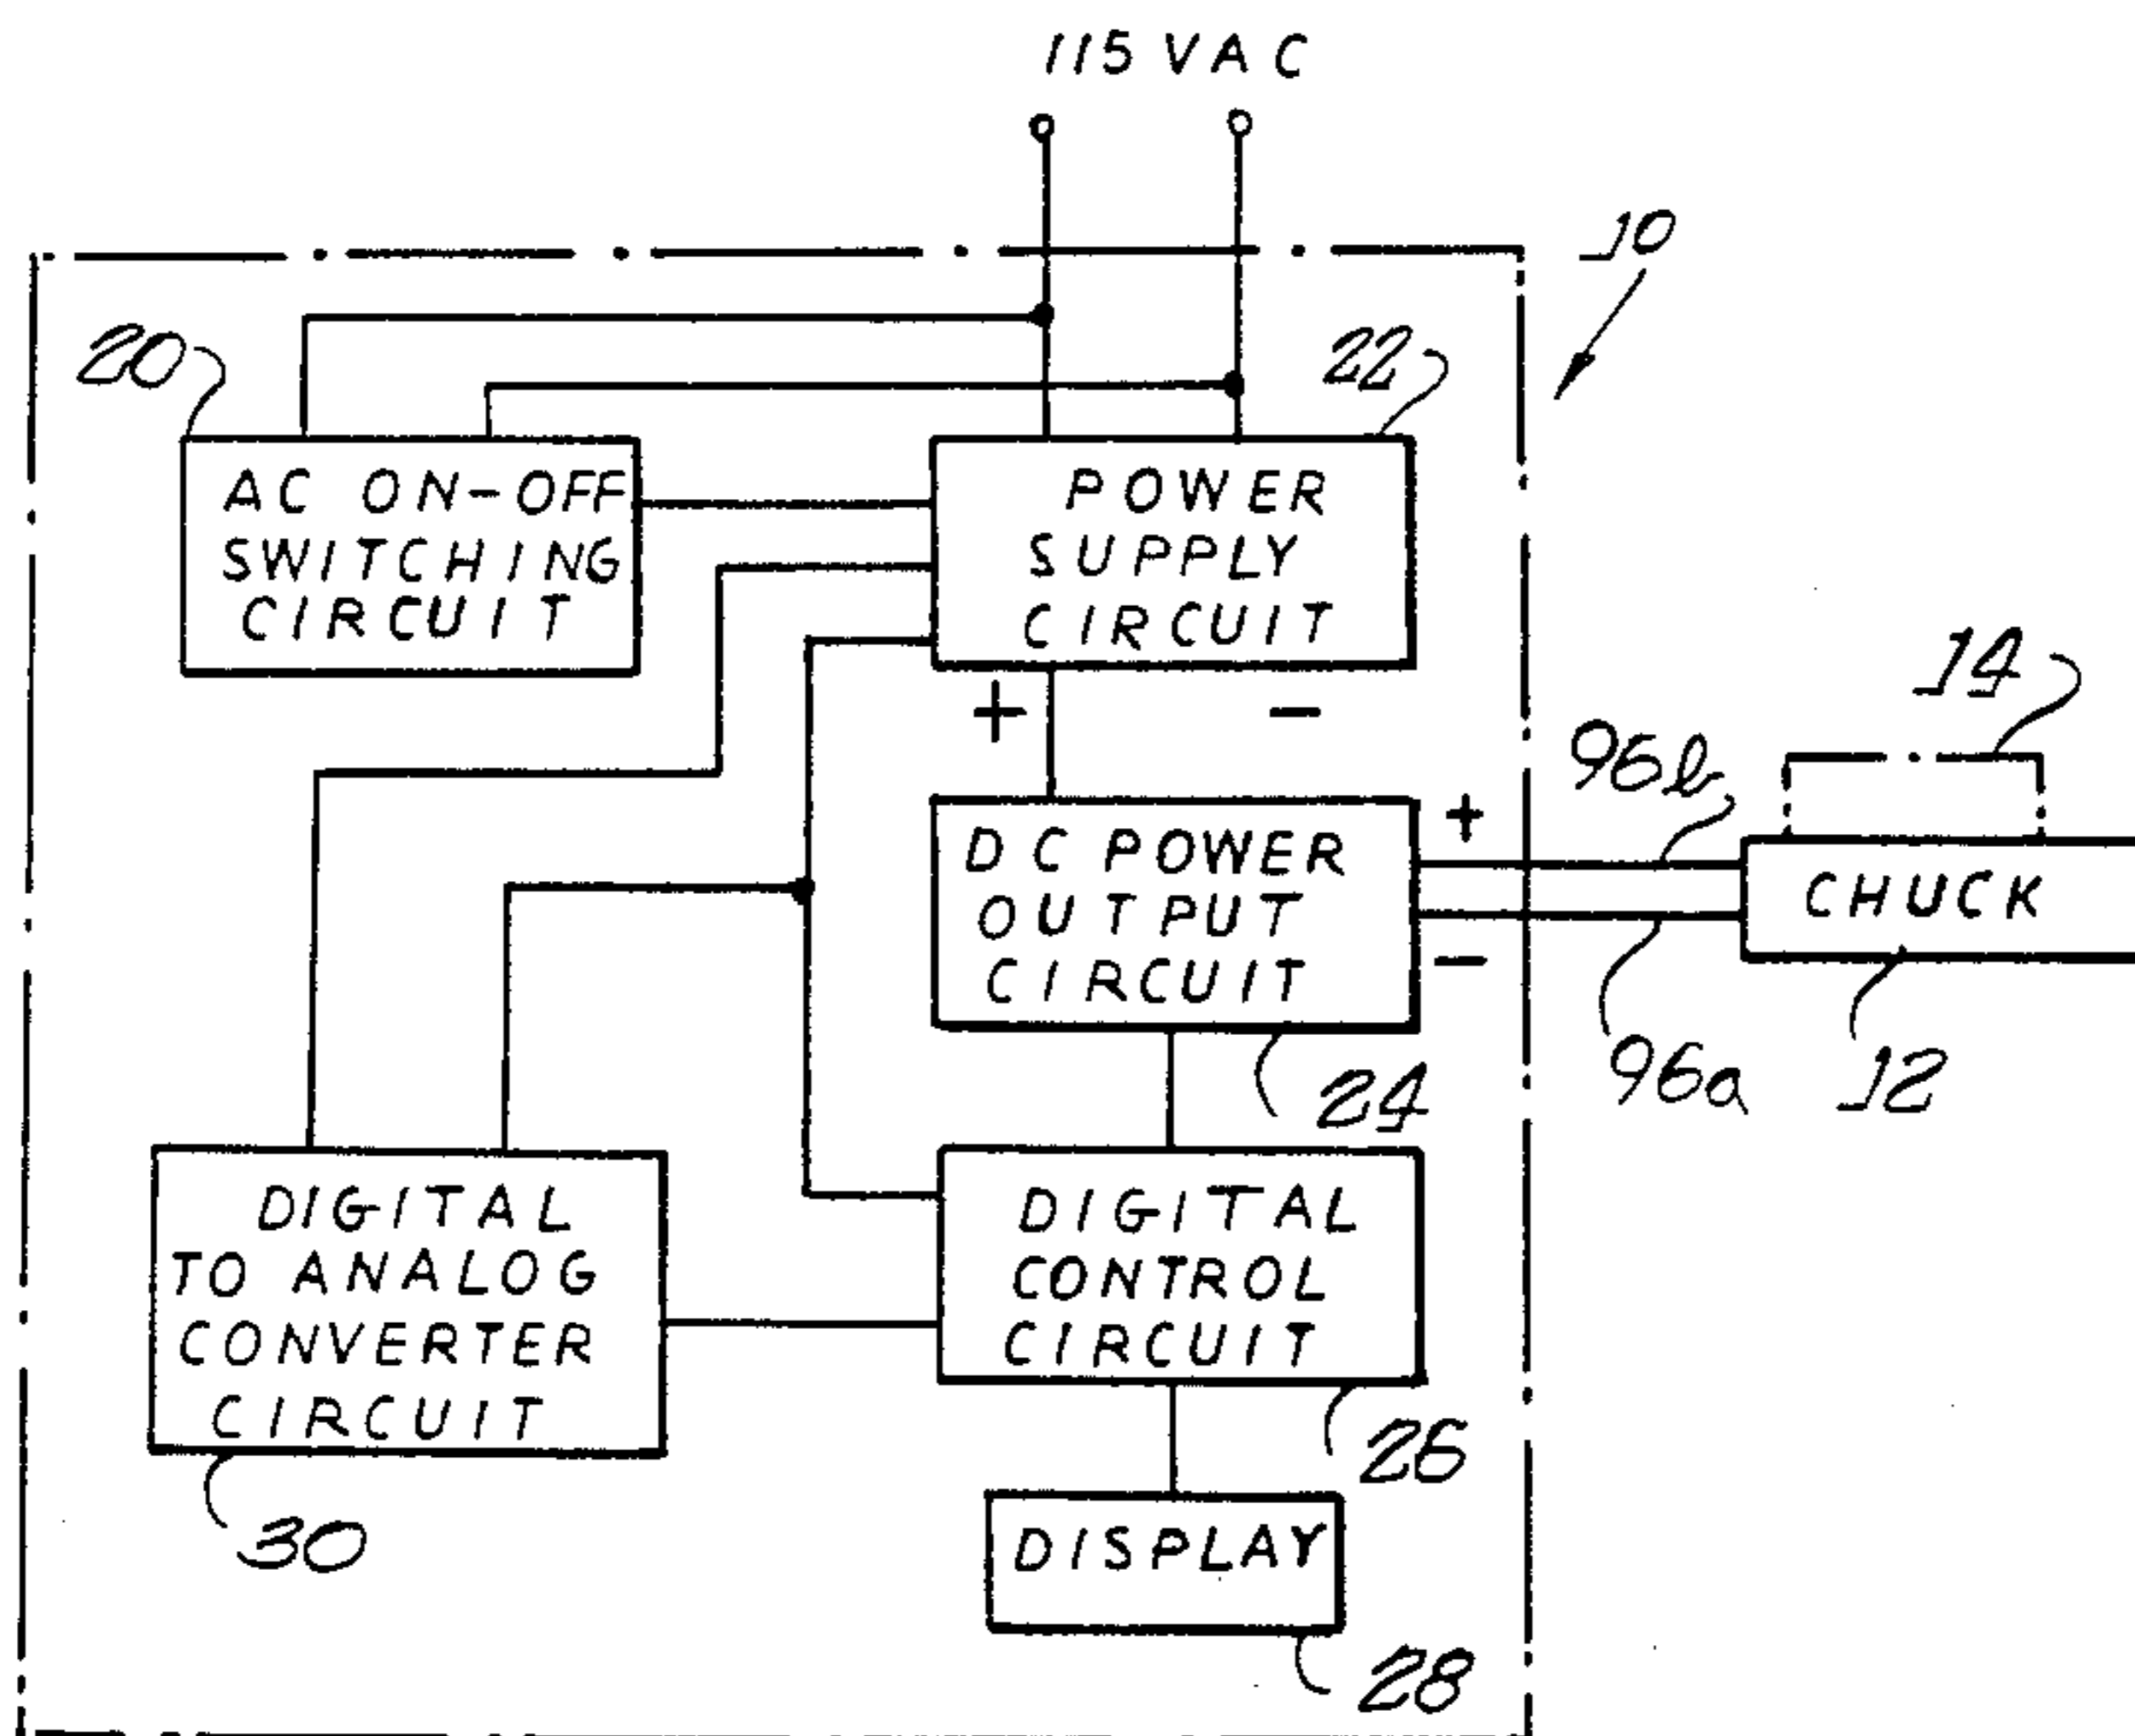 115 VAC
10
20
22
AC ON-OFF
SWITCHING
CIRCUIT
POWER
SUPPLY
CIRCUIT
+
-
14
96b
+
DC POWER
OUTPUT
CIRCUIT
CHUCK
-
24
96a
12
DIGITAL
TO ANALOG
CONVERTER
CIRCUIT
DIGITAL
CONTROL
CIRCUIT
26
30
DISPLAY
28